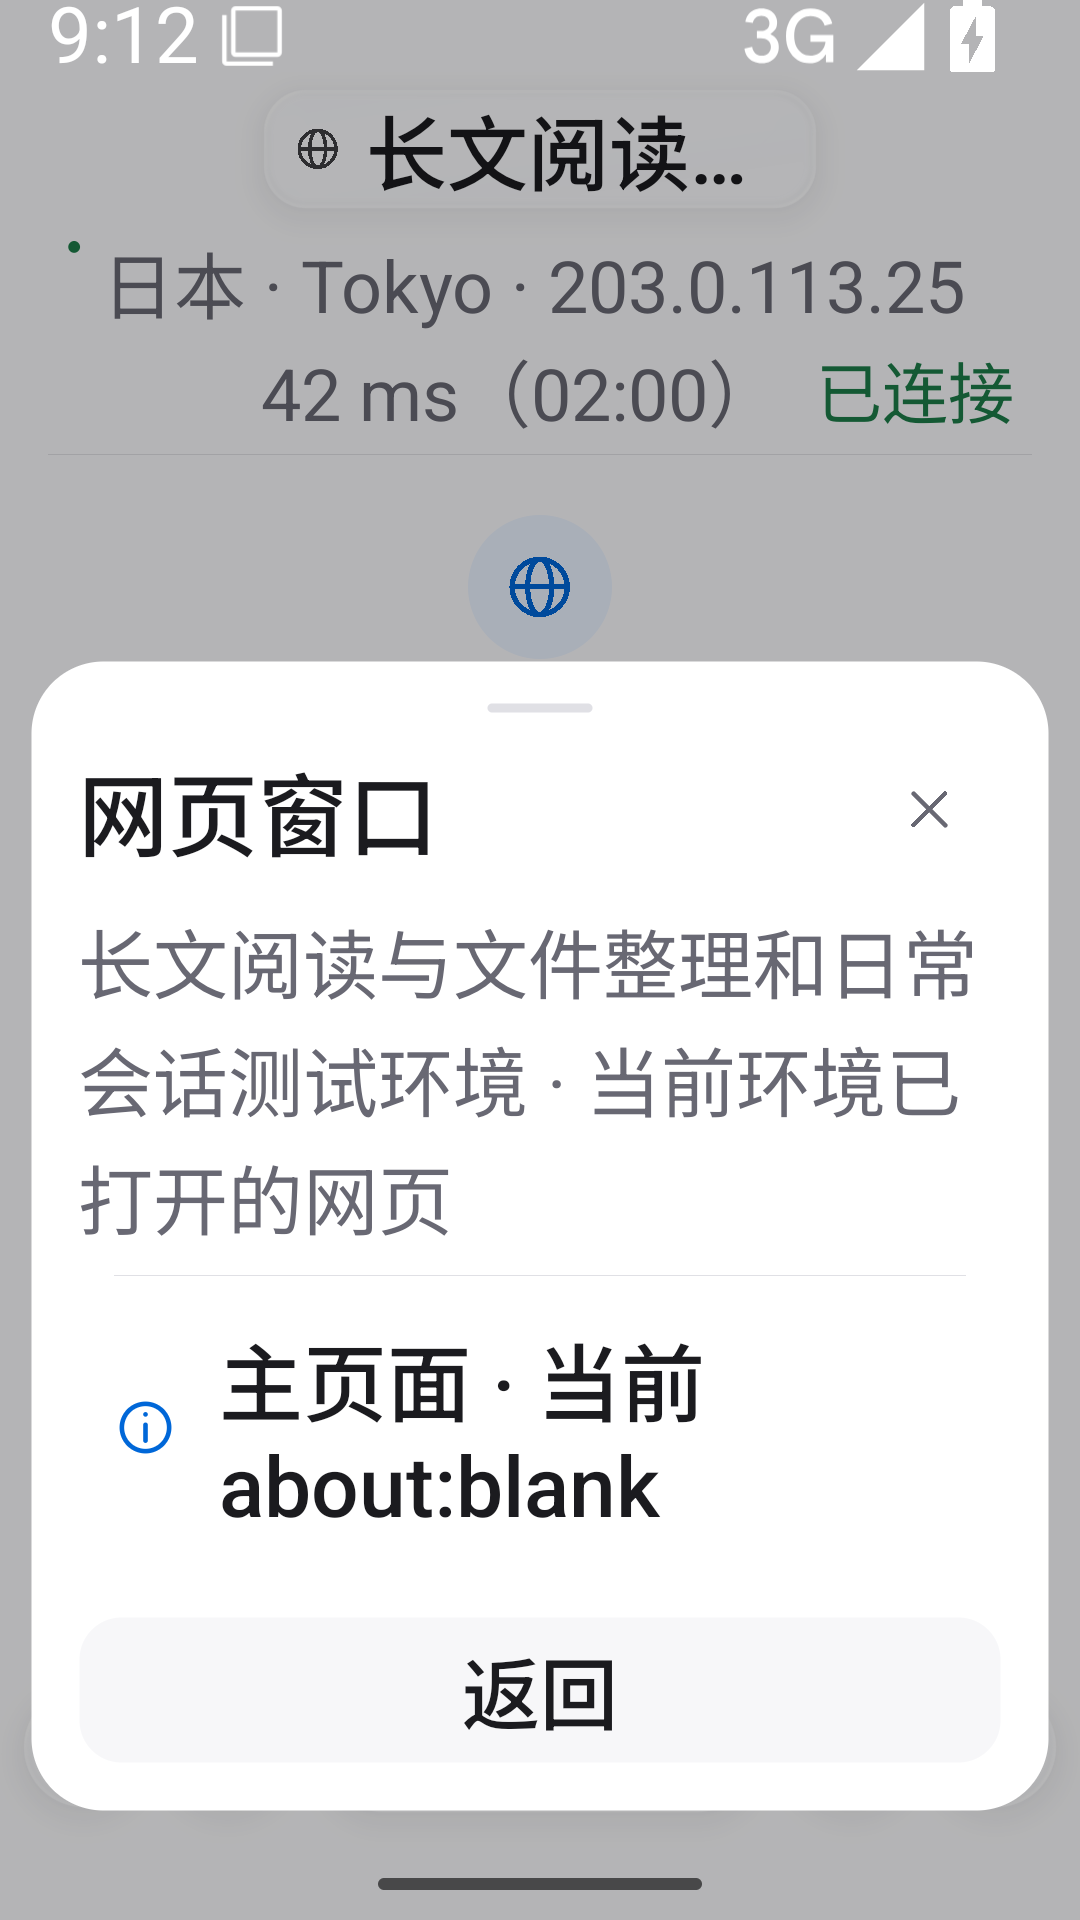 9:12
3G
长文阅读...
日本 · Tokyo · 203.0.113.25
42 ms（02:00） 已连接
网页窗口
长文阅读与文件整理和日常
会话测试环境 · 当前环境已
打开的网页
主页面 · 当前
about:blank
返回